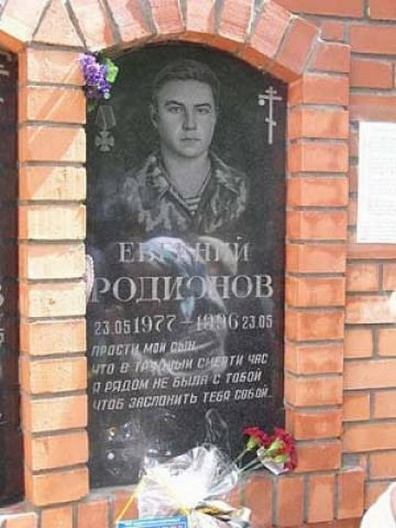 ЕВГЕНИЙ
РОДИОНОВ
23.05 1977 – 1996 23.05
ПРОСТИ МОЙ СЫН,
ЧТО В ТРУДНЫЙ СМЕРТИ ЧАС
Я РЯДОМ НЕ БЫЛА С ТОБОЙ
ЧТОБ ЗАСЛОНИТЬ ТЕБЯ СОБОЙ...